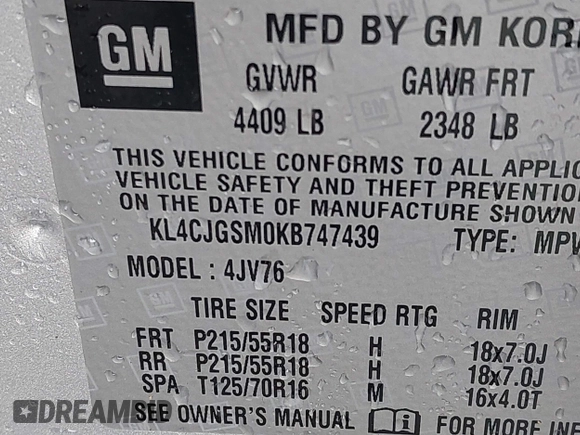 GM
MFD BY GM KOR
GVWR GAWR FRT
4409 LB 2348 LB
THIS VEHICLE CONFORMS TO ALL APPLIC
VEHICLE SAFETY AND THEFT PREVENTION
ON THE DATE OF MANUFACTURE SHOWN
KL4CJGSM0KB747439 TYPE: MPV
MODEL: 4JV76
TIRE SIZE SPEED RTG RIM
FRT P215/55R18 H 18x7.0J
RR P215/55R18 H 18x7.0J
SPA T125/70R16 M 16x4.0T
SEE OWNER'S MANUAL i FOR MORE INF
DREAMBID